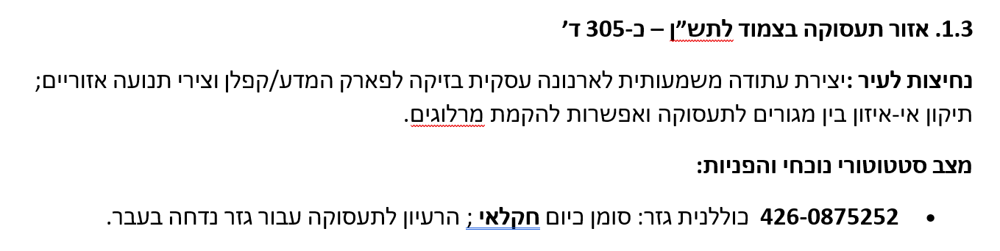 1.3. אזור תעסוקה בצמוד לתש"ן – כ-305 ד'
נחיצות לעיר: יצירת עתודה משמעותית לארנונה עסקית בזיקה לפארק המדע/קפלן וצירי תנועה אזוריים;
תיקון אי-איזון בין מגורים לתעסוקה ואפשרות להקמת מרלוגים.
מצב סטטוטורי נוכחי והפניות:
• 426-0875252 כוללנית גזר: סומן כיום חקלאי ; הרעיון לתעסוקה עבור גזר נדחה בעבר.